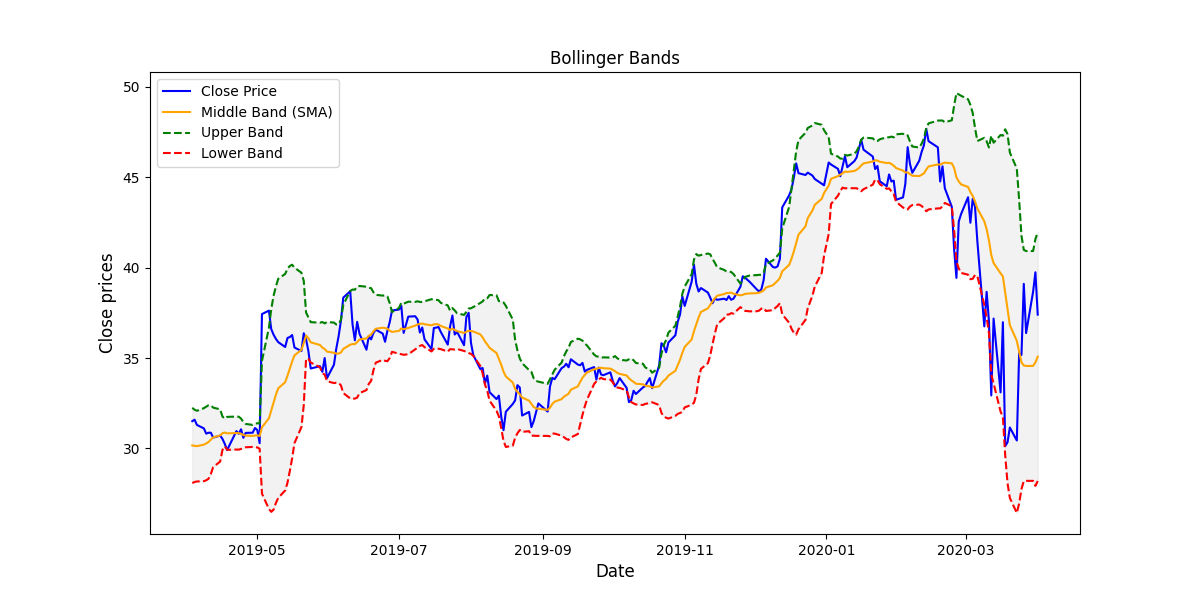 Bollinger Bands
Close Price
Middle Band (SMA)
Upper Band
Lower Band
Close prices
50
45
40
35
30
2019-05 2019-07 2019-09 2019-11 2020-01 2020-03
Date